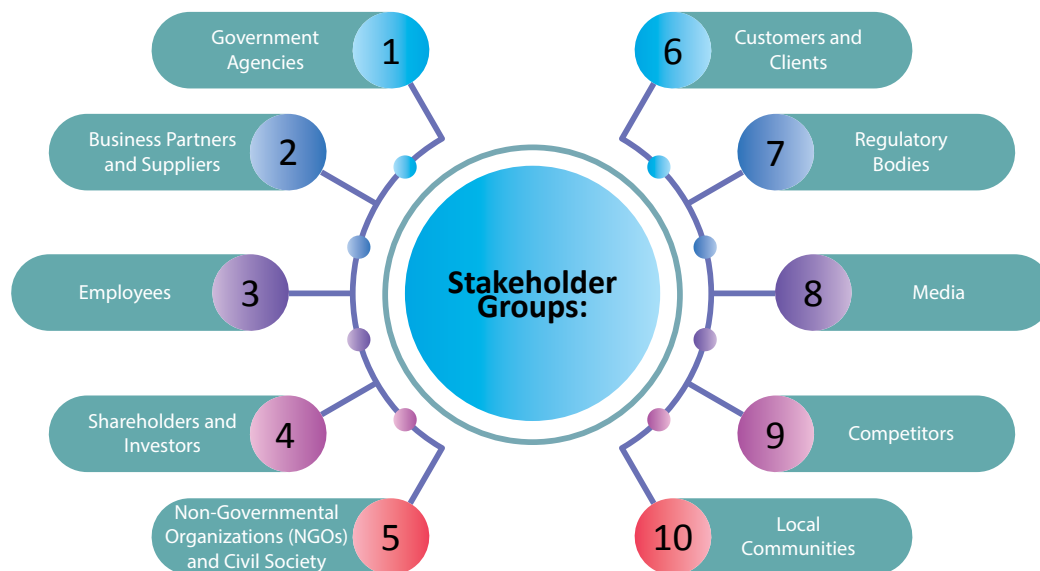 Stakeholder
Groups:
1
Government
Agencies
2
Business Partners
and Suppliers
3
Employees
4
Shareholders and
Investors
5
Non-Governmental
Organizations (NGOs)
and Civil Society
6
Customers and
Clients
7
Regulatory
Bodies
8
Media
9
Competitors
10
Local
Communities